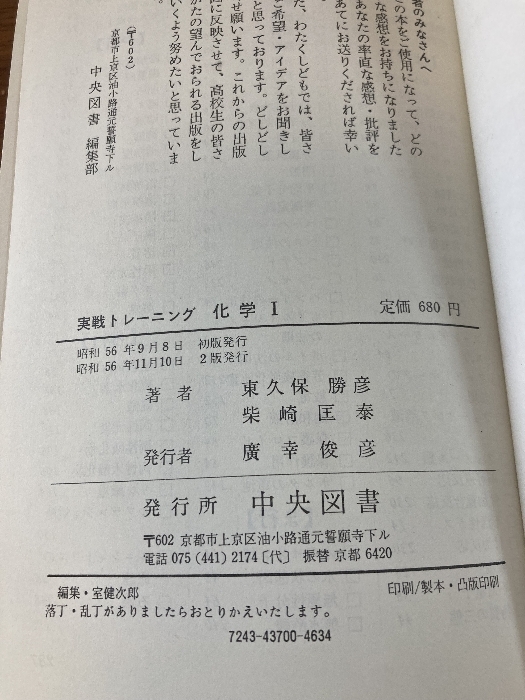 者のみなさんへ
の本をご使用になって、どの
な感想をお持ちになりました
あなたの率直な感想・批評を
あてにお送りくだされば幸い
た、わたくしどもでは、皆さ
ご希望・アイデアをお聞きし
と思っております。どしどし
せ願います。これからの出版
に反映させて、高校生の皆さ
かたの望んでおられる出版をし
いくよう努めたいと思っていま
。
(〒602)
京都市上京区油小路通元誓願寺下ル
中央図書 編集部
実戦トレーニング 化学Ⅰ 定価 680 円
昭和 56 年9月8日 初版発行
昭和 56 年11月10日 2版発行
著者 東久保 勝彦
柴崎 匡泰
発行者 廣幸俊彦
発行所 中央図書
〒602 京都市上京区油小路通元誓願寺下ル
電話 075 (441) 2174〔代〕 振替 京都 6420
編集・室健次郎 印刷/製本・凸版印刷
落丁・乱丁がありましたらおとりかえいたします。
7243-43700-4634